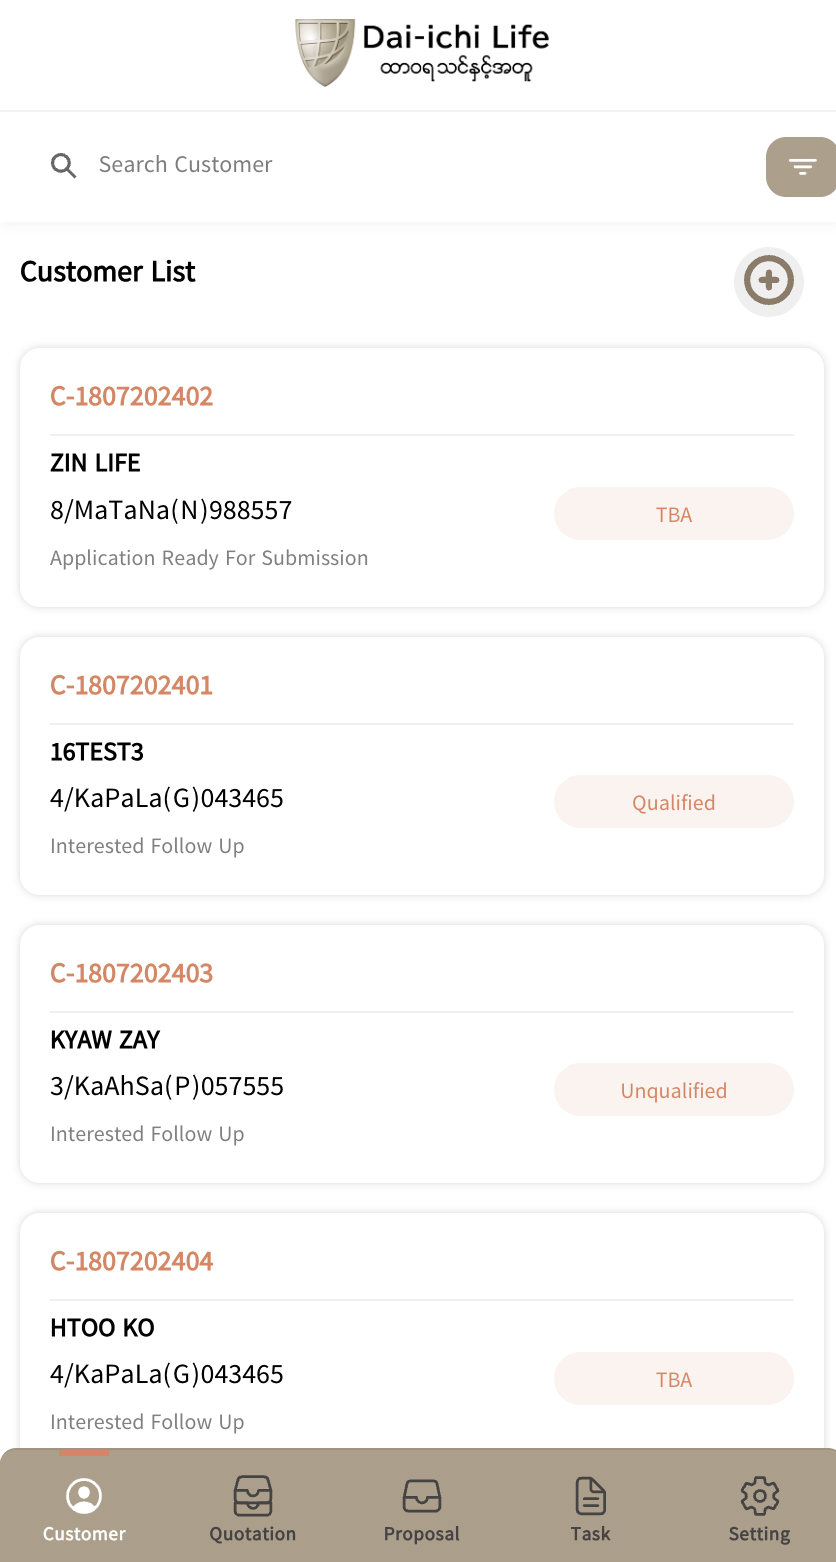 Dai-ichi Life
ထာဝရသင်နှင့်အတူ
Search Customer
Customer List
C-1807202402
ZIN LIFE
8/MaTaNa(N)988557
TBA
Application Ready For Submission
C-1807202401
16TEST3
4/KaPaLa(G)043465
Qualified
Interested Follow Up
C-1807202403
KYAW ZAY
3/KaAhSa(P)057555
Unqualified
Interested Follow Up
C-1807202404
HTOO KO
4/KaPaLa(G)043465
TBA
Interested Follow Up
Customer
Quotation
Proposal
Task
Setting